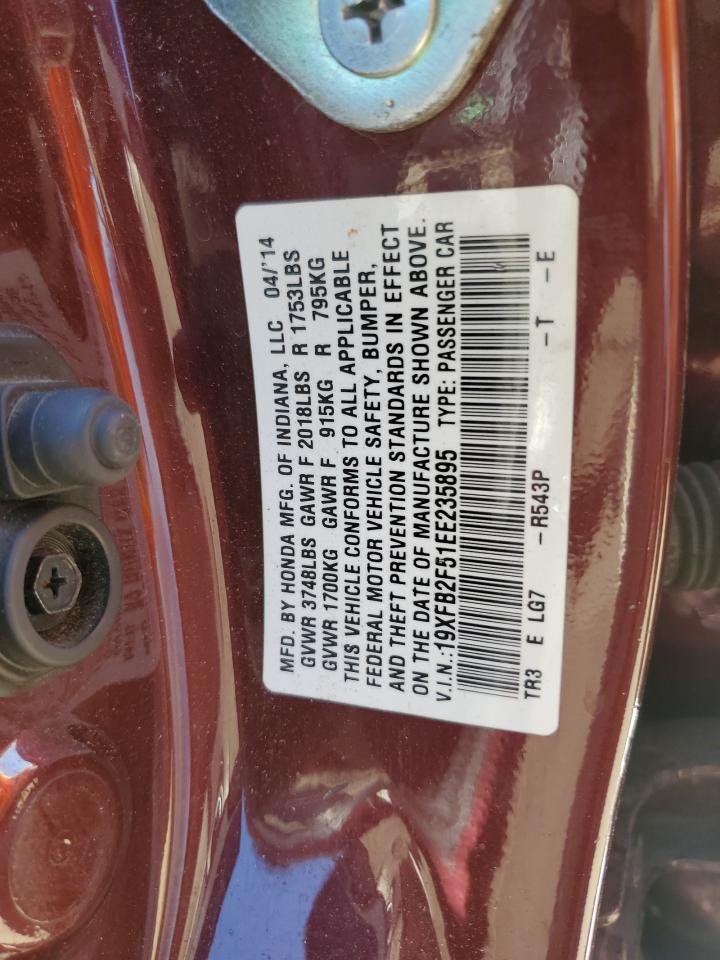 MFD. BY HONDA MFG. OF INDIANA, LLC 04/'14
GVWR 3748LBS GAWR F 2018LBS R 1753LBS
GVWR 1700KG GAWR F 915KG R 795KG
THIS VEHICLE CONFORMS TO ALL APPLICABLE
FEDERAL MOTOR VEHICLE SAFETY, BUMPER,
AND THEFT PREVENTION STANDARDS IN EFFECT
ON THE DATE OF MANUFACTURE SHOWN ABOVE.
V.I.N.:19XFB2F51EE235895 TYPE: PASSENGER CAR
TR3 E LG7 -R543P -T -E